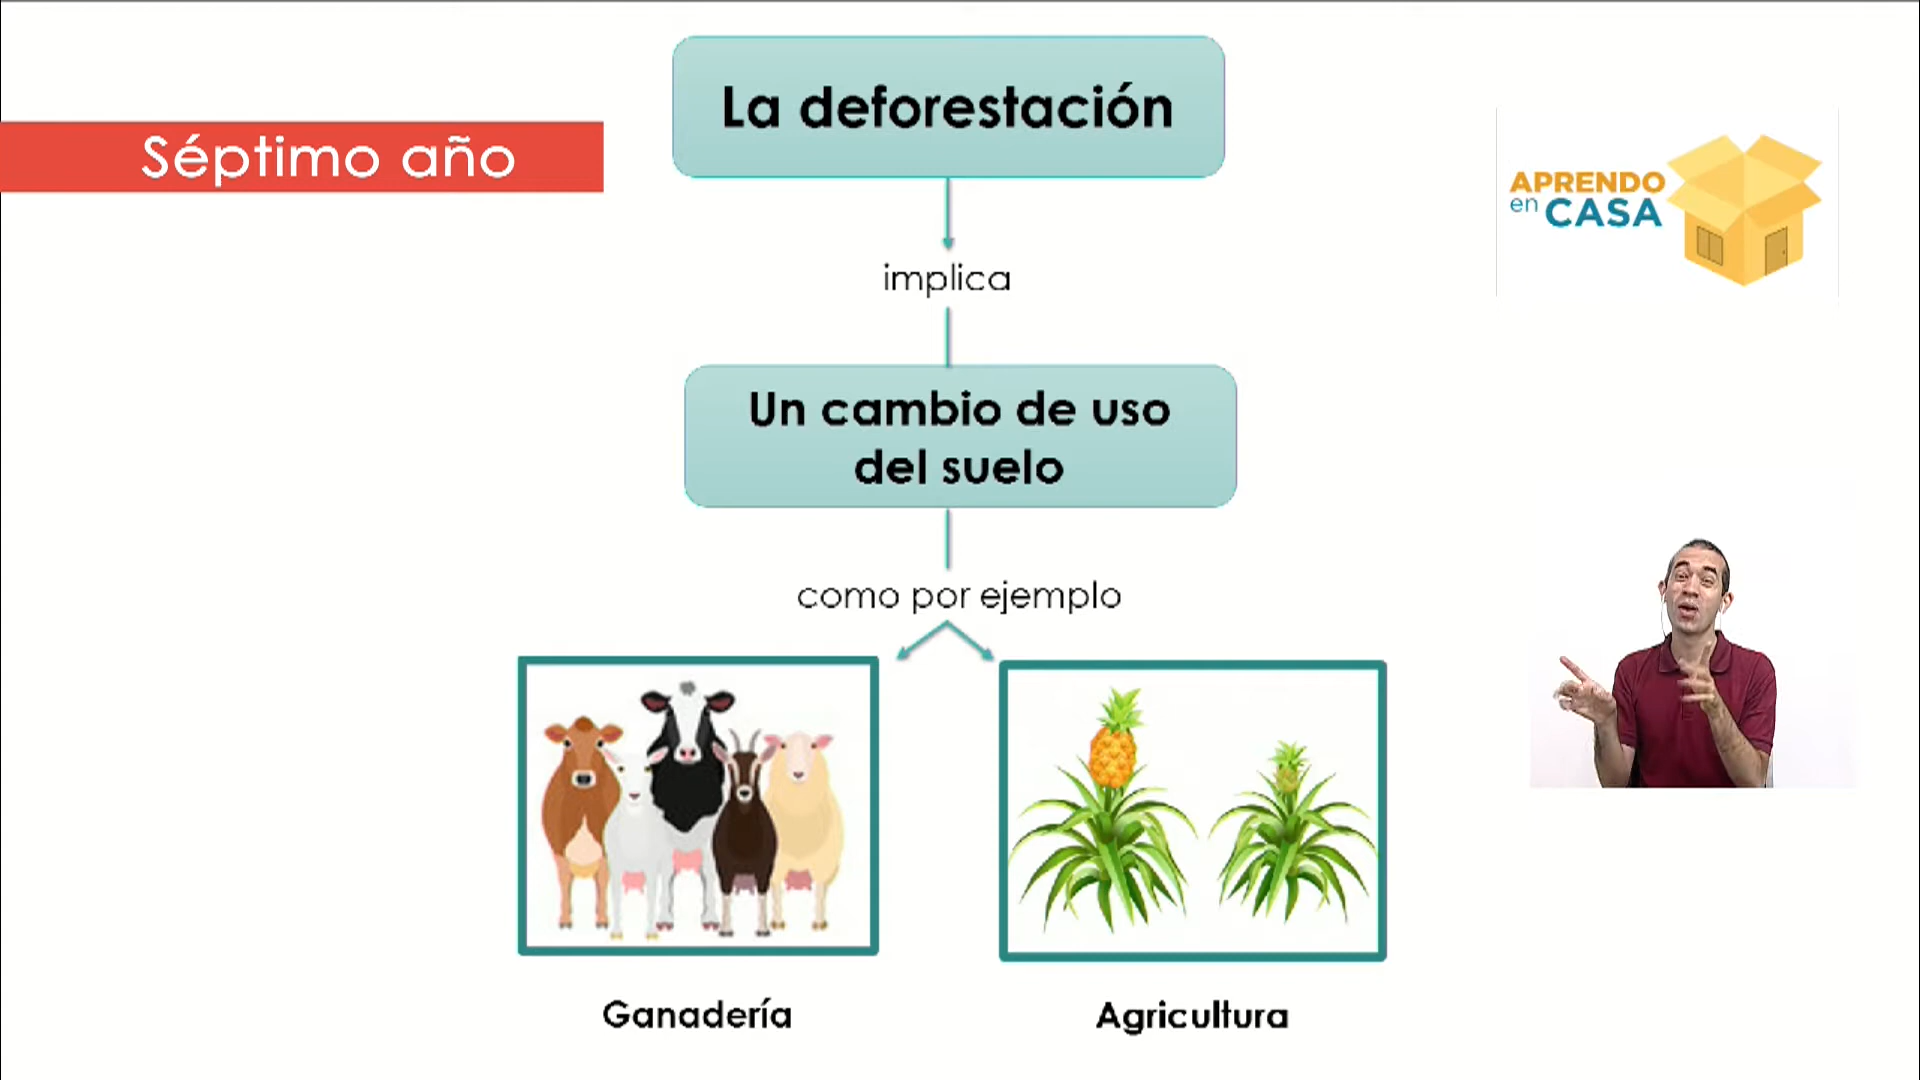 La deforestación
Séptimo año
APRENDO
en CASA
implica
Un cambio de uso
del suelo
como por ejemplo
Ganadería
Agricultura